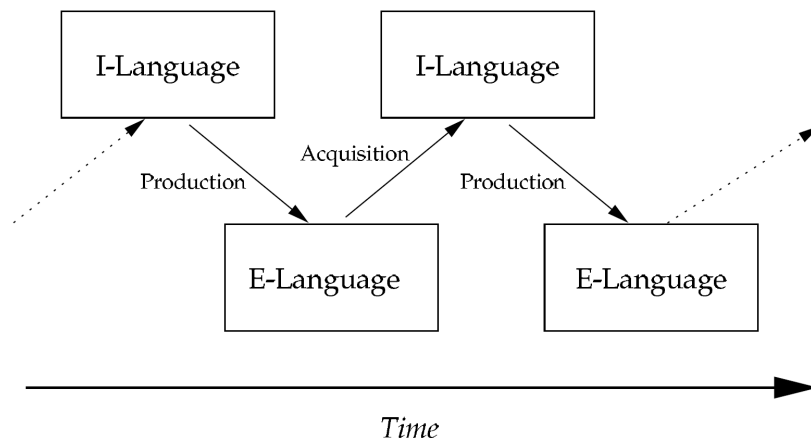 I-Language
I-Language
Acquisition
Production
Production
E-Language
E-Language
Time